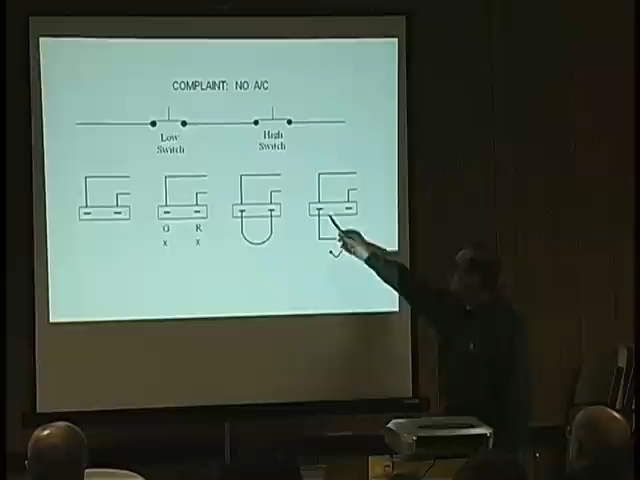 COMPLAINT: NO A/C
Low
Switch
High
Switch
G R
x x